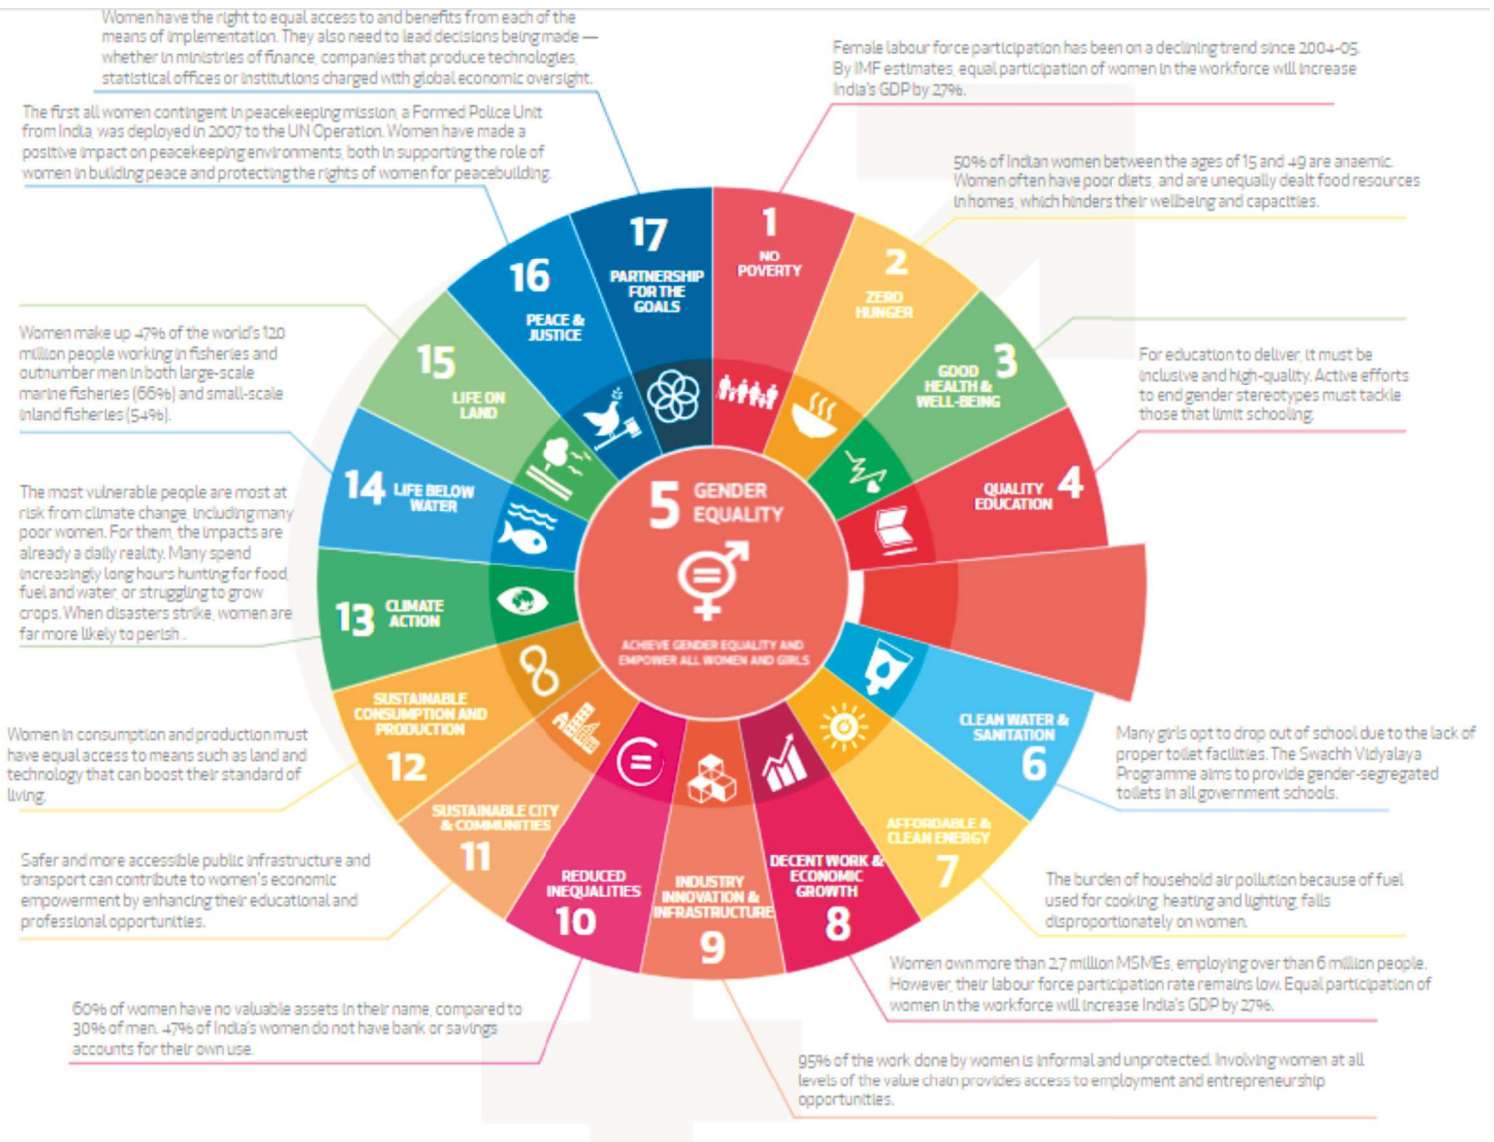 Women have the right to equal access to and benefits from each of the
means of implementation. They also need to lead decisions being made —
whether in ministries of finance, companies that produce technologies,
statistical offices or institutions charged with global economic oversight.
Female labour force participation has been on a declining trend since 2004-05.
By IMF estimates, equal participation of women in the workforce will increase
India's GDP by 27%.
The first all women contingent in peacekeeping mission, a Formed Police Unit
from India, was deployed in 2007 to the UN Operation. Women have made a
positive impact on peacekeeping environments, both in supporting the role of
women in building peace and protecting the rights of women for peacebuilding.
50% of Indian women between the ages of 15 and 49 are anaemic.
Women often have poor diets, and are unequally dealt food resources
in homes, which hinders their wellbeing and capacities.
Women make up 47% of the world's 120
million people working in fisheries and
outnumber men in both large-scale
marine fisheries (66%) and small-scale
inland fisheries (54%).
For education to deliver, it must be
inclusive and high-quality. Active efforts
to end gender stereotypes must tackle
those that limit schooling.
The most vulnerable people are most at
risk from climate change, including many
poor women. For them, the impacts are
already a daily reality. Many spend
increasingly long hours hunting for food,
fuel and water, or struggling to grow
crops. When disasters strike, women are
far more likely to perish .
Women in consumption and production must
have equal access to means such as land and
technology that can boost their standard of
living.
Many girls opt to drop out of school due to the lack of
proper toilet facilities. The Swachh Vidyalaya
Programme aims to provide gender-segregated
toilets in all government schools.
Safer and more accessible public infrastructure and
transport can contribute to women's economic
empowerment by enhancing their educational and
professional opportunities.
The burden of household air pollution because of fuel
used for cooking, heating and lighting, falls
disproportionately on women.
60% of women have no valuable assets in their name, compared to
30% of men. 47% of India's women do not have bank or savings
accounts for their own use.
Women own more than 2.7 million MSMEs, employing over than 6 million people.
However, their labour force participation rate remains low. Equal participation of
women in the workforce will increase India's GDP by 27%.
95% of the work done by women is informal and unprotected. Involving women at all
levels of the value chain provides access to employment and entrepreneurship
opportunities.
1
NO
POVERTY
2
ZERO
HUNGER
3
GOOD
HEALTH &
WELL-BEING
4
QUALITY
EDUCATION
5 GENDER
EQUALITY
ACHIEVE GENDER EQUALITY AND
EMPOWER ALL WOMEN AND GIRLS
CLEAN WATER &
SANITATION
6
AFFORDABLE &
CLEAN ENERGY
7
DECENT WORK &
ECONOMIC
GROWTH
8
INDUSTRY
INNOVATION &
INFRASTRUCTURE
9
REDUCED
INEQUALITIES
10
SUSTAINABLE CITY
& COMMUNITIES
11
SUSTAINABLE
CONSUMPTION AND
PRODUCTION
12
13 CLIMATE
ACTION
14 LIFE BELOW
WATER
15
LIFE ON
LAND
16
PEACE &
JUSTICE
17
PARTNERSHIP
FOR THE
GOALS